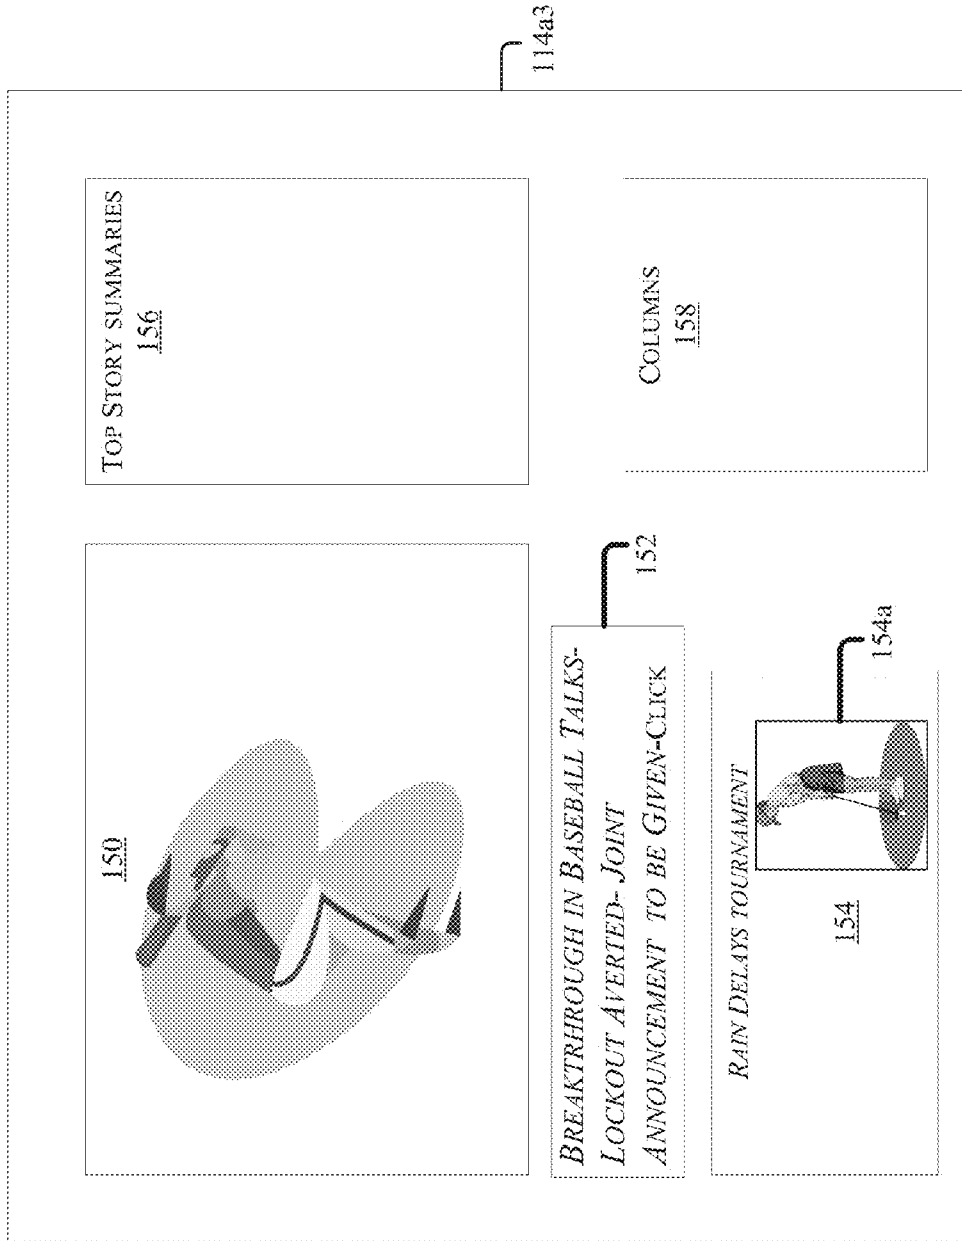 150
TOP STORY SUMMARIES
156
BREAKTRHROUGH IN BASEBALL TALKS-
LOCKOUT AVERTED- JOINT
ANNOUNCEMENT TO BE GIVEN-CLICK
152
COLUMNS
158
RAIN DELAYS TOURNAMENT
154
154a
114a3